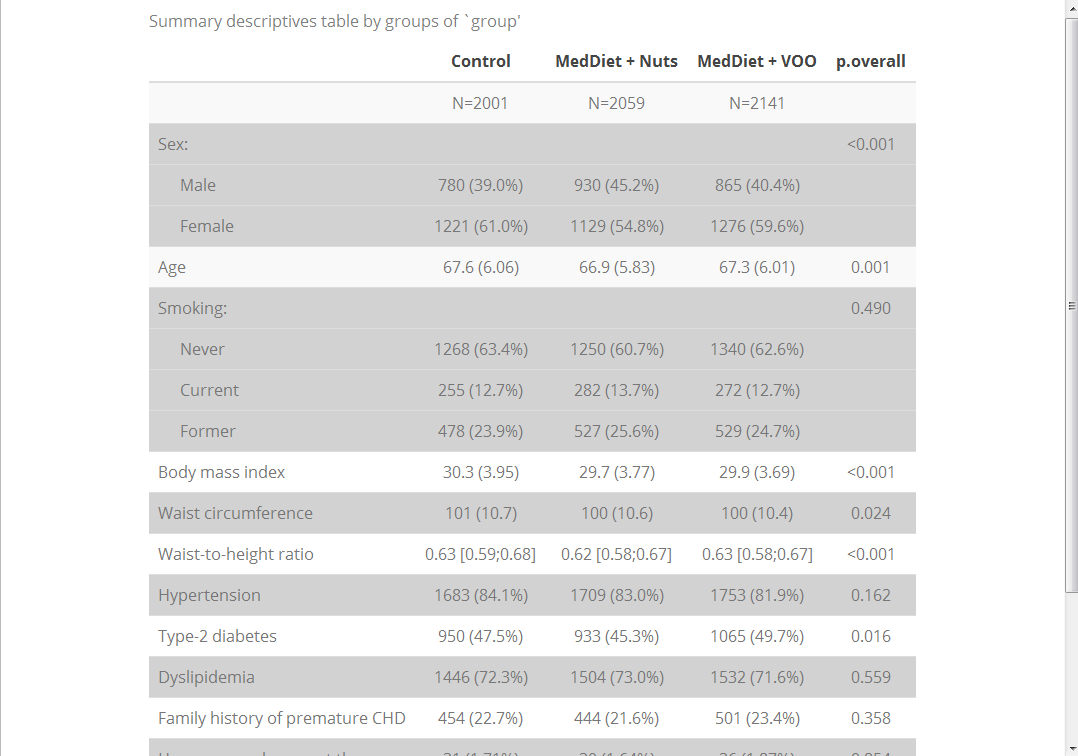 Summary descriptives table by groups of `group'
Control MedDiet + Nuts MedDiet + VOO p.overall
N=2001 N=2059 N=2141
Sex: <0.001
Male 780 (39.0%) 930 (45.2%) 865 (40.4%)
Female 1221 (61.0%) 1129 (54.8%) 1276 (59.6%)
Age 67.6 (6.06) 66.9 (5.83) 67.3 (6.01) 0.001
Smoking: 0.490
Never 1268 (63.4%) 1250 (60.7%) 1340 (62.6%)
Current 255 (12.7%) 282 (13.7%) 272 (12.7%)
Former 478 (23.9%) 527 (25.6%) 529 (24.7%)
Body mass index 30.3 (3.95) 29.7 (3.77) 29.9 (3.69) <0.001
Waist circumference 101 (10.7) 100 (10.6) 100 (10.4) 0.024
Waist-to-height ratio 0.63 [0.59;0.68] 0.62 [0.58;0.67] 0.63 [0.58;0.67] <0.001
Hypertension 1683 (84.1%) 1709 (83.0%) 1753 (81.9%) 0.162
Type-2 diabetes 950 (47.5%) 933 (45.3%) 1065 (49.7%) 0.016
Dyslipidemia 1446 (72.3%) 1504 (73.0%) 1532 (71.6%) 0.559
Family history of premature CHD 454 (22.7%) 444 (21.6%) 501 (23.4%) 0.358